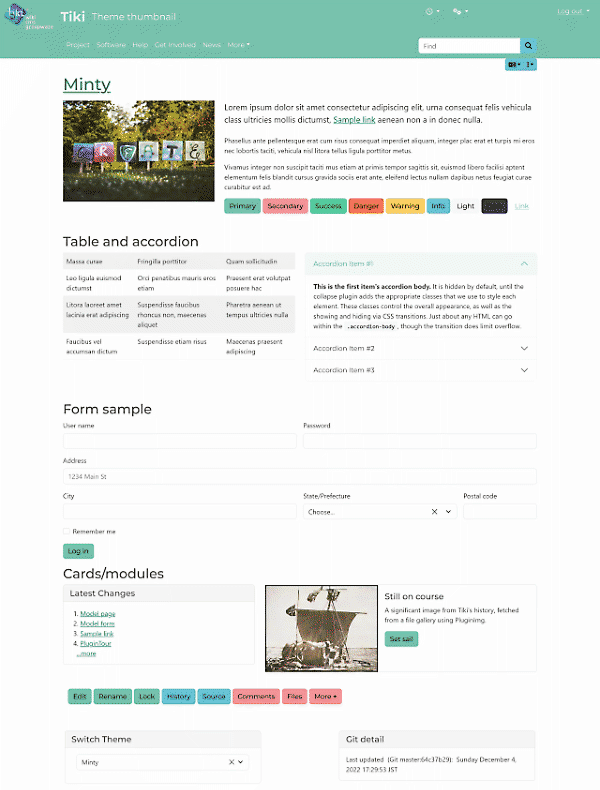 Tiki Theme thumbnail
Log out
Project Software Help Get involved News More
Find
Minty
Lorem ipsum dolor sit amet consectetur adipiscing elit, urna consequat felis vehicula
class ultricies mollis dictumst, Sample link aenean non a in donec nulla.
CREATE
Phasellus ante pellentesque erat cum risus consequat imperdiet aliquam, integer plac erat et turpis mi eros
nec lobortis taciti, vehicula nisl litora tellus ligula porttitor metus.
Vivamus integer non suscipit taciti mus etiam at primis tempor sagittis sit, euismod libero facilisi aptent
elementum felis blandit cursus gravida sociis erat ante, eleifend lectus nullam dapibus netus feugiat curae
curabitur est ad.
Primary Secondary Success Danger Warning Info Light Link
Table and accordion
Massa curae Fringilla porttitor Quam sollicitudin
Leo ligula euismod dictumst Orci penatibus mauris eros etiam Praesent erat volutpat posuere hac
Litora laoreet amet lacinia erat adipiscing Suspendisse faucibus rhoncus non, maecenas aliquet Pharetra aenean ut tempus ultricies nulla
Faucibus vel accumsan dictum Suspendisse etiam risus Maecenas praesent adipiscing
Accordion Item #1
This is the first item's accordion body. It is hidden by default, until the
collapse plugin adds the appropriate classes that we use to style each
element. These classes control the overall appearance, as well as the
showing and hiding via CSS transitions. Just about any HTML can go
within the .accordion-body, though the transition does limit overflow.
Accordion Item #2
Accordion Item #3
Form sample
User name Password
Address
1234 Main St
City State/Prefecture Postal code
Choose...
Remember me
Log in
Cards/modules
Latest Changes
1. Model page
2. Model form
3. Sample link
4. PluginTour
...more
Still on course
A significant image from Tiki's history, fetched
from a file gallery using PluginImg.
Set sail
Edit Rename Lock History Source Comments Files More +
Switch Theme
Minty
Git detail
Last updated (Git master:64c37b29): Sunday December 4,
2022 17:29:53 JST